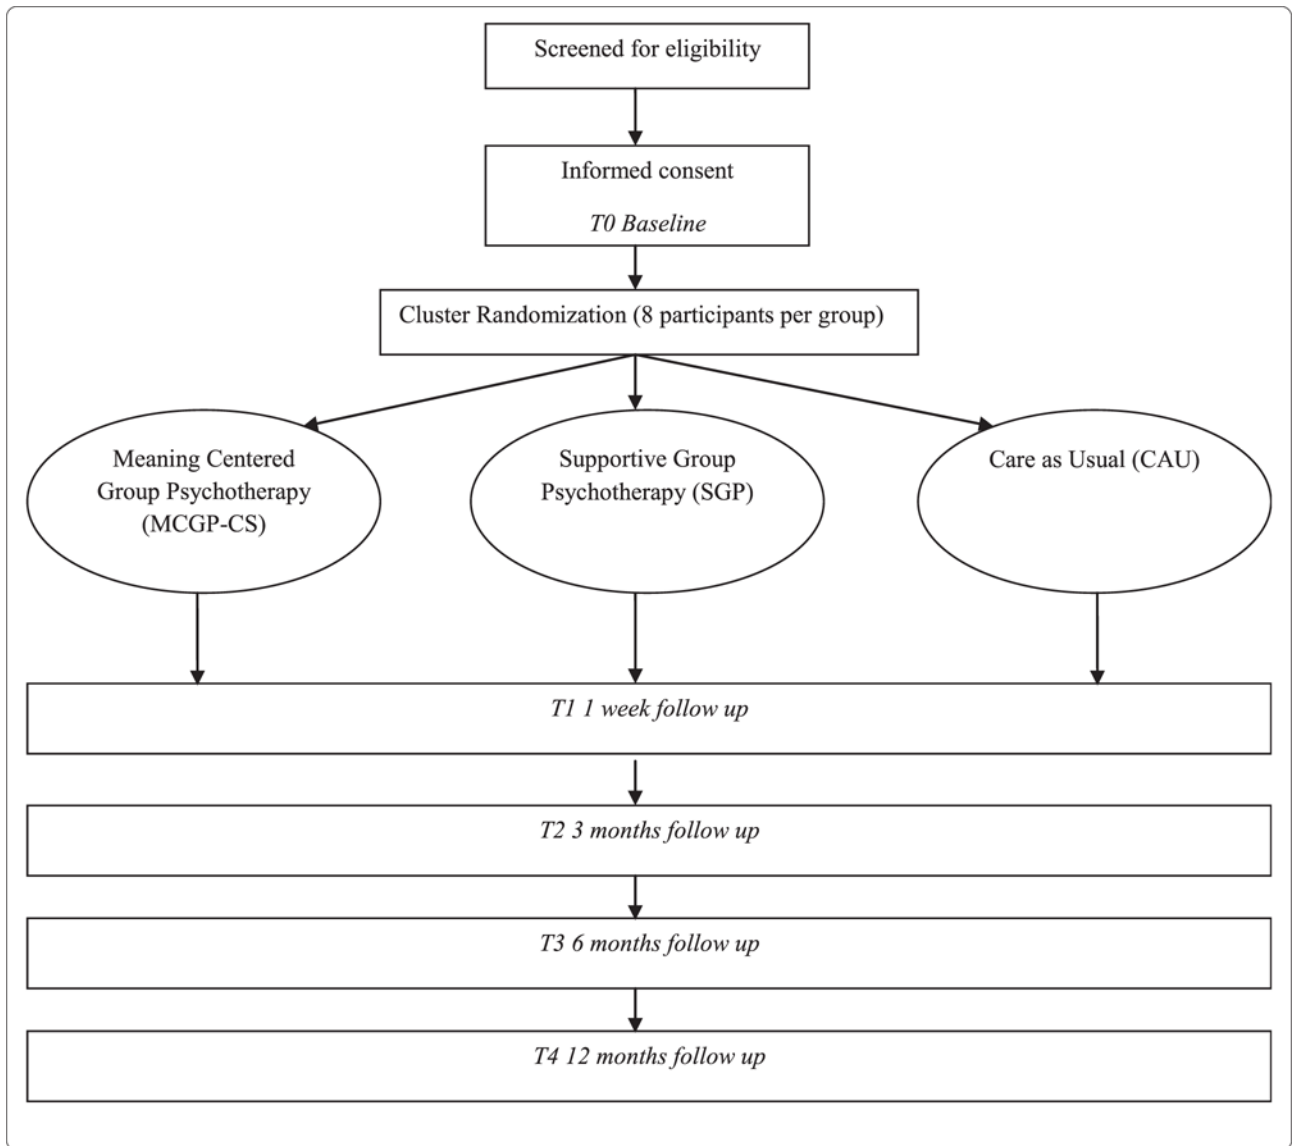 Screened for eligibility
Informed consent
T0 Baseline
Cluster Randomization (8 participants per group)
Meaning Centered
Group Psychotherapy
(MCGP-CS)
Supportive Group
Psychotherapy (SGP)
Care as Usual (CAU)
T1 1 week follow up
T2 3 months follow up
T3 6 months follow up
T4 12 months follow up